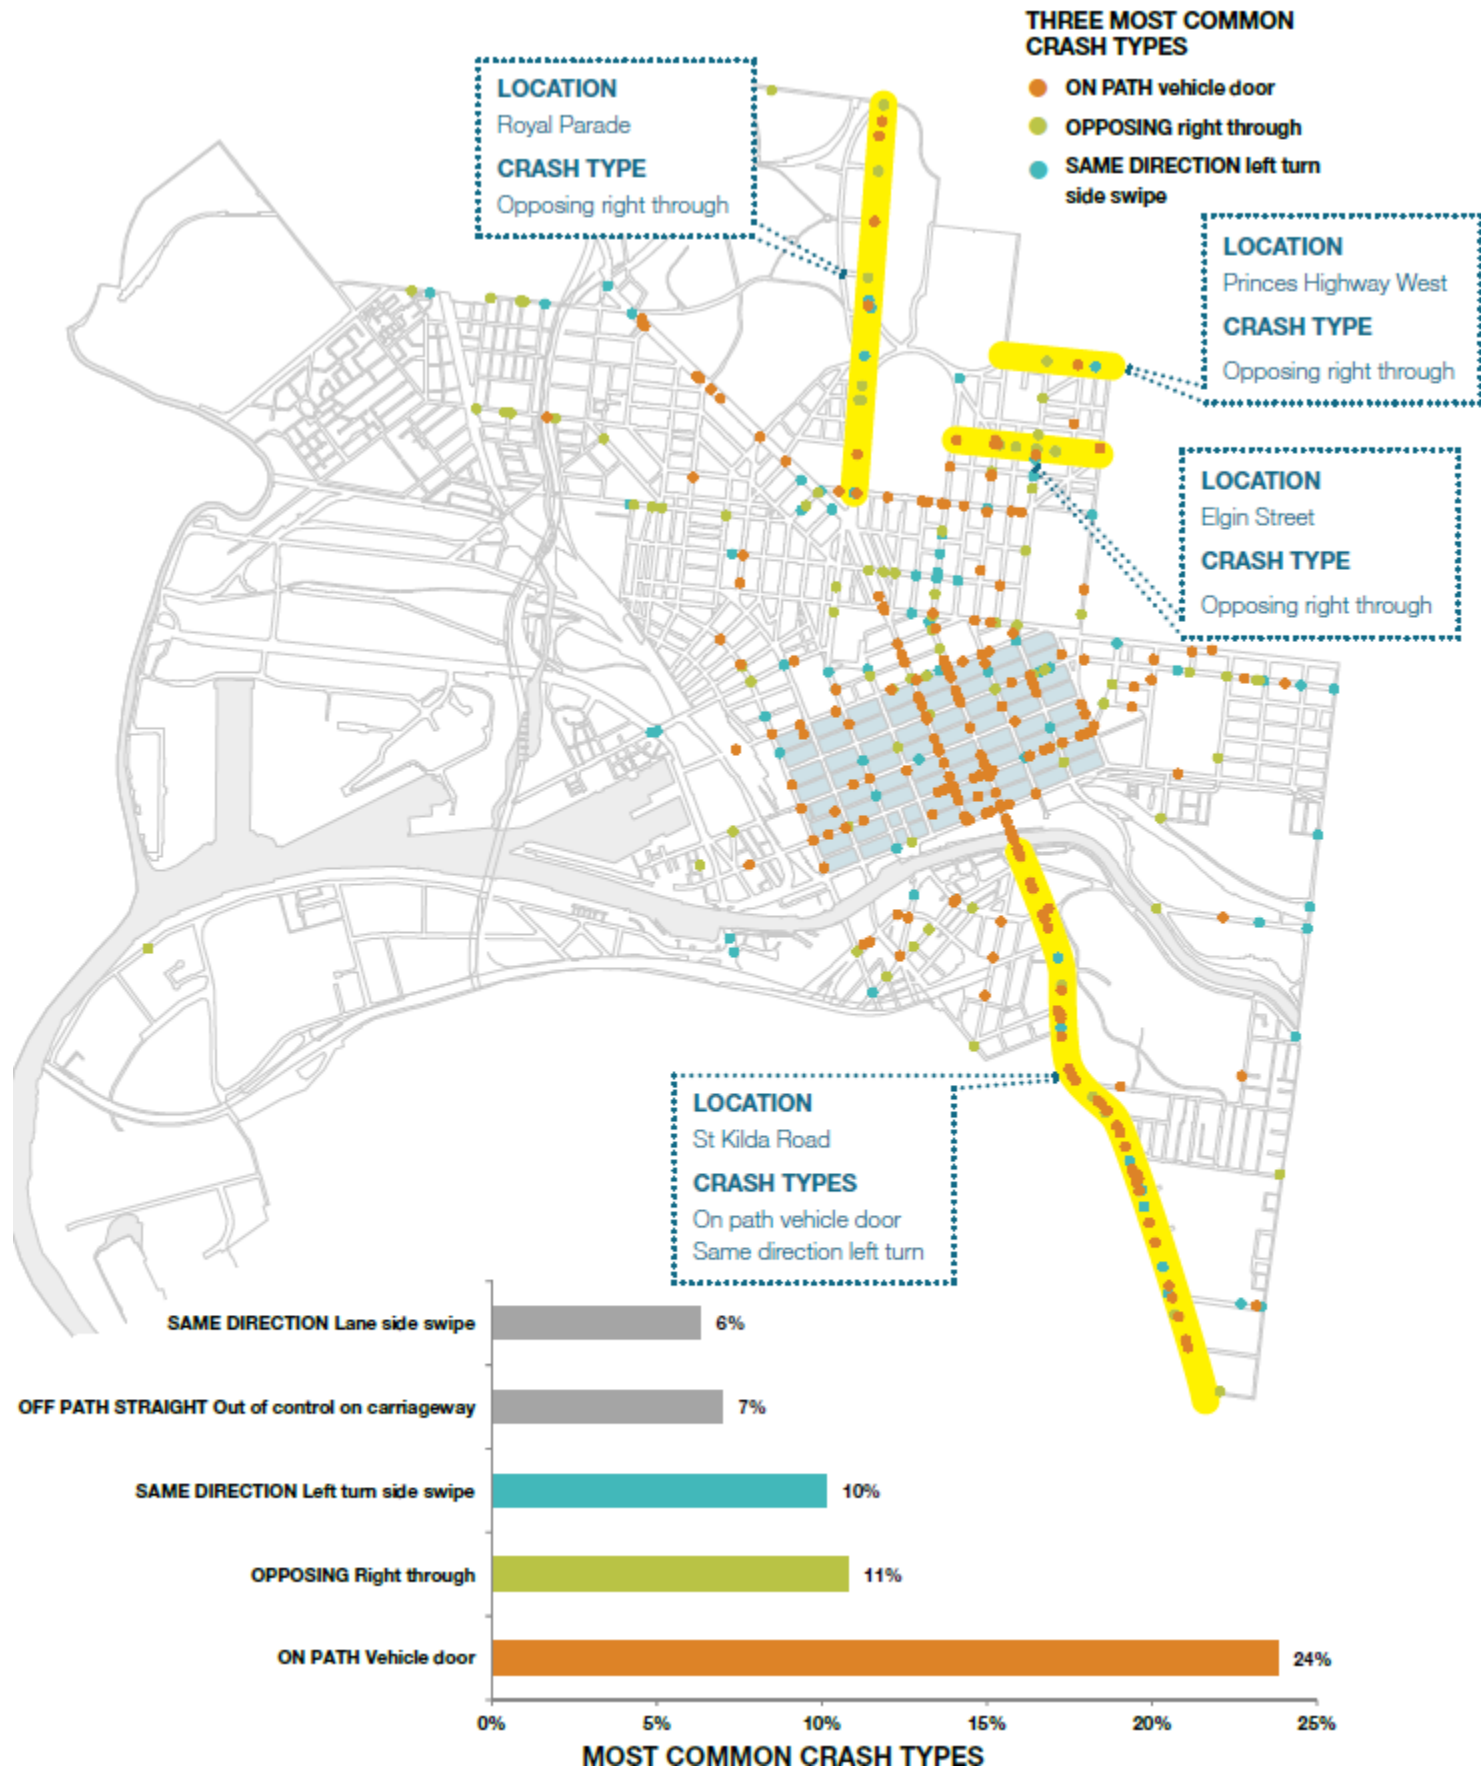 THREE MOST COMMON
CRASH TYPES
ON PATH vehicle door
OPPOSING right through
SAME DIRECTION left turn
side swipe
LOCATION
Royal Parade
CRASH TYPE
Opposing right through
LOCATION
Princes Highway West
CRASH TYPE
Opposing right through
LOCATION
Elgin Street
CRASH TYPE
Opposing right through
LOCATION
St Kilda Road
CRASH TYPES
On path vehicle door
Same direction left turn
SAME DIRECTION Lane side swipe
6%
OFF PATH STRAIGHT Out of control on carriageway
7%
SAME DIRECTION Left turn side swipe
10%
OPPOSING Right through
11%
ON PATH Vehicle door
24%
0% 5% 10% 15% 20% 25%
MOST COMMON CRASH TYPES